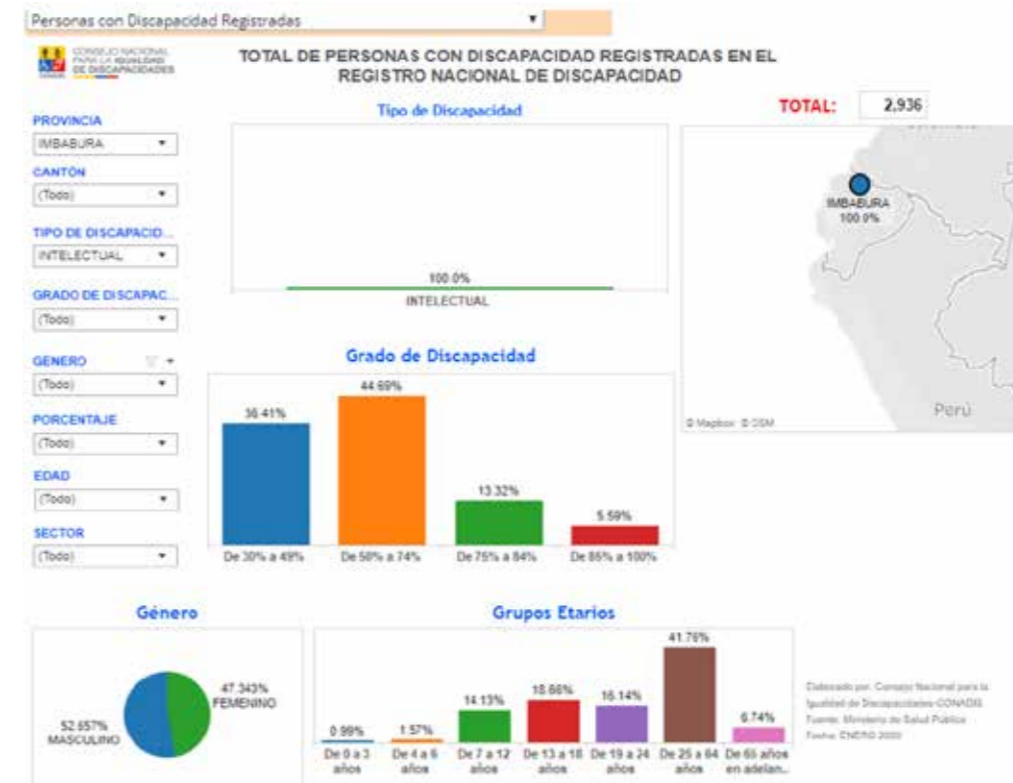 Personas con Discapacidad Registradas
CONSEJO NACIONAL
PARA LA IGUALDAD
DE DISCAPACIDADES
TOTAL DE PERSONAS CON DISCAPACIDAD REGISTRADAS EN EL
REGISTRO NACIONAL DE DISCAPACIDAD
TOTAL: 2,936
PROVINCIA
IMBABURA
CANTÓN
(Todo)
TIPO DE DISCAPACID...
INTELECTUAL
GRADO DE DISCAPAC...
(Todo)
GENERO
(Todo)
PORCENTAJE
(Todo)
EDAD
(Todo)
SECTOR
(Todo)
Tipo de Discapacidad
100.0%
INTELECTUAL
IMBABURA
100.0%
Perú
© Mapbox © OSM
Grado de Discapacidad
36.41%
44.69%
13.32%
5.59%
De 30% a 49%
De 50% a 74%
De 75% a 84%
De 85% a 100%
Género
47.343%
FEMENINO
52.657%
MASCULINO
Grupos Etarios
0.99%
1.57%
14.13%
18.66%
16.14%
41.76%
6.74%
De 0 a 3 años
De 4 a 6 años
De 7 a 12 años
De 13 a 18 años
De 19 a 24 años
De 25 a 64 años
De 65 años en adelan...
Elaborado por: Consejo Nacional para la
Igualdad de Discapacidades-CONADIS
Fuente: Ministerio de Salud Pública
Fecha: ENERO 2020